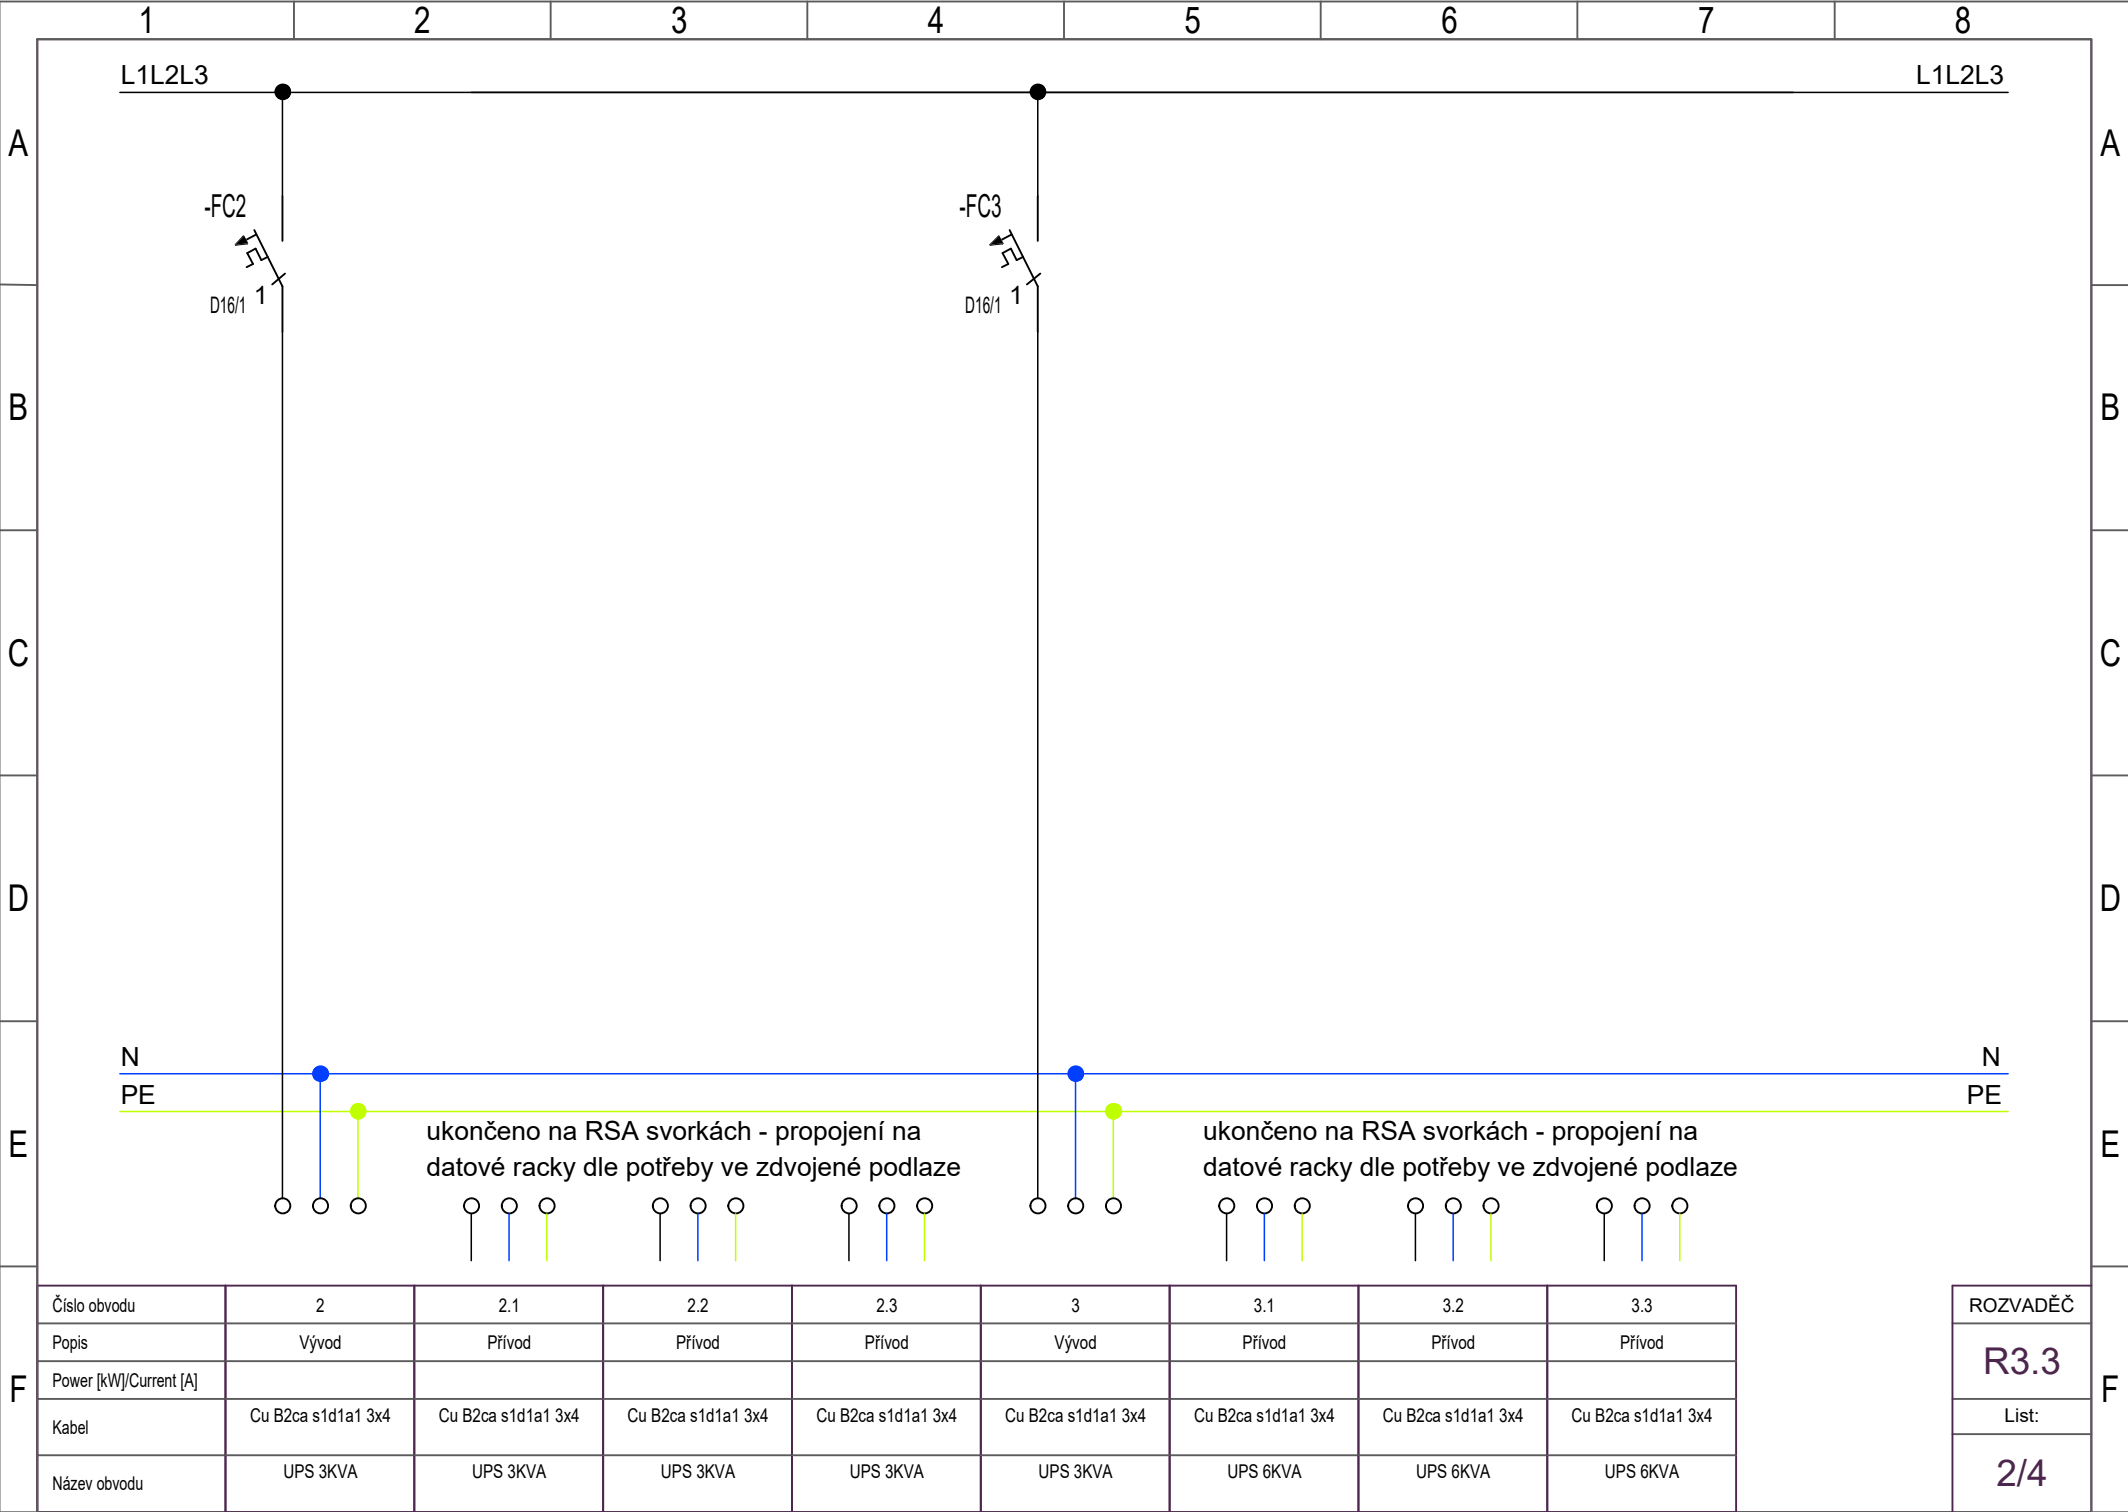 1 2 3 4 5 6 7 8
L1L2L3 L1L2L3
A A
-FC2 -FC3
D16/1 1 D16/1 1
B B
C C
D D
N N
PE PE
E E
ukončeno na RSA svorkách - propojení na
datové racky dle potřeby ve zdvojené podlaze
ukončeno na RSA svorkách - propojení na
datové racky dle potřeby ve zdvojené podlaze
F F
Číslo obvodu 2 2.1 2.2 2.3 3 3.1 3.2 3.3
Popis Vývod Přívod Přívod Přívod Vývod Přívod Přívod Přívod
Power [kW]/Current [A]
Kabel Cu B2ca s1d1a1 3x4 Cu B2ca s1d1a1 3x4 Cu B2ca s1d1a1 3x4 Cu B2ca s1d1a1 3x4 Cu B2ca s1d1a1 3x4 Cu B2ca s1d1a1 3x4 Cu B2ca s1d1a1 3x4 Cu B2ca s1d1a1 3x4
Název obvodu UPS 3KVA UPS 3KVA UPS 3KVA UPS 3KVA UPS 3KVA UPS 6KVA UPS 6KVA UPS 6KVA
ROZVADĚČ
R3.3
List:
2/4